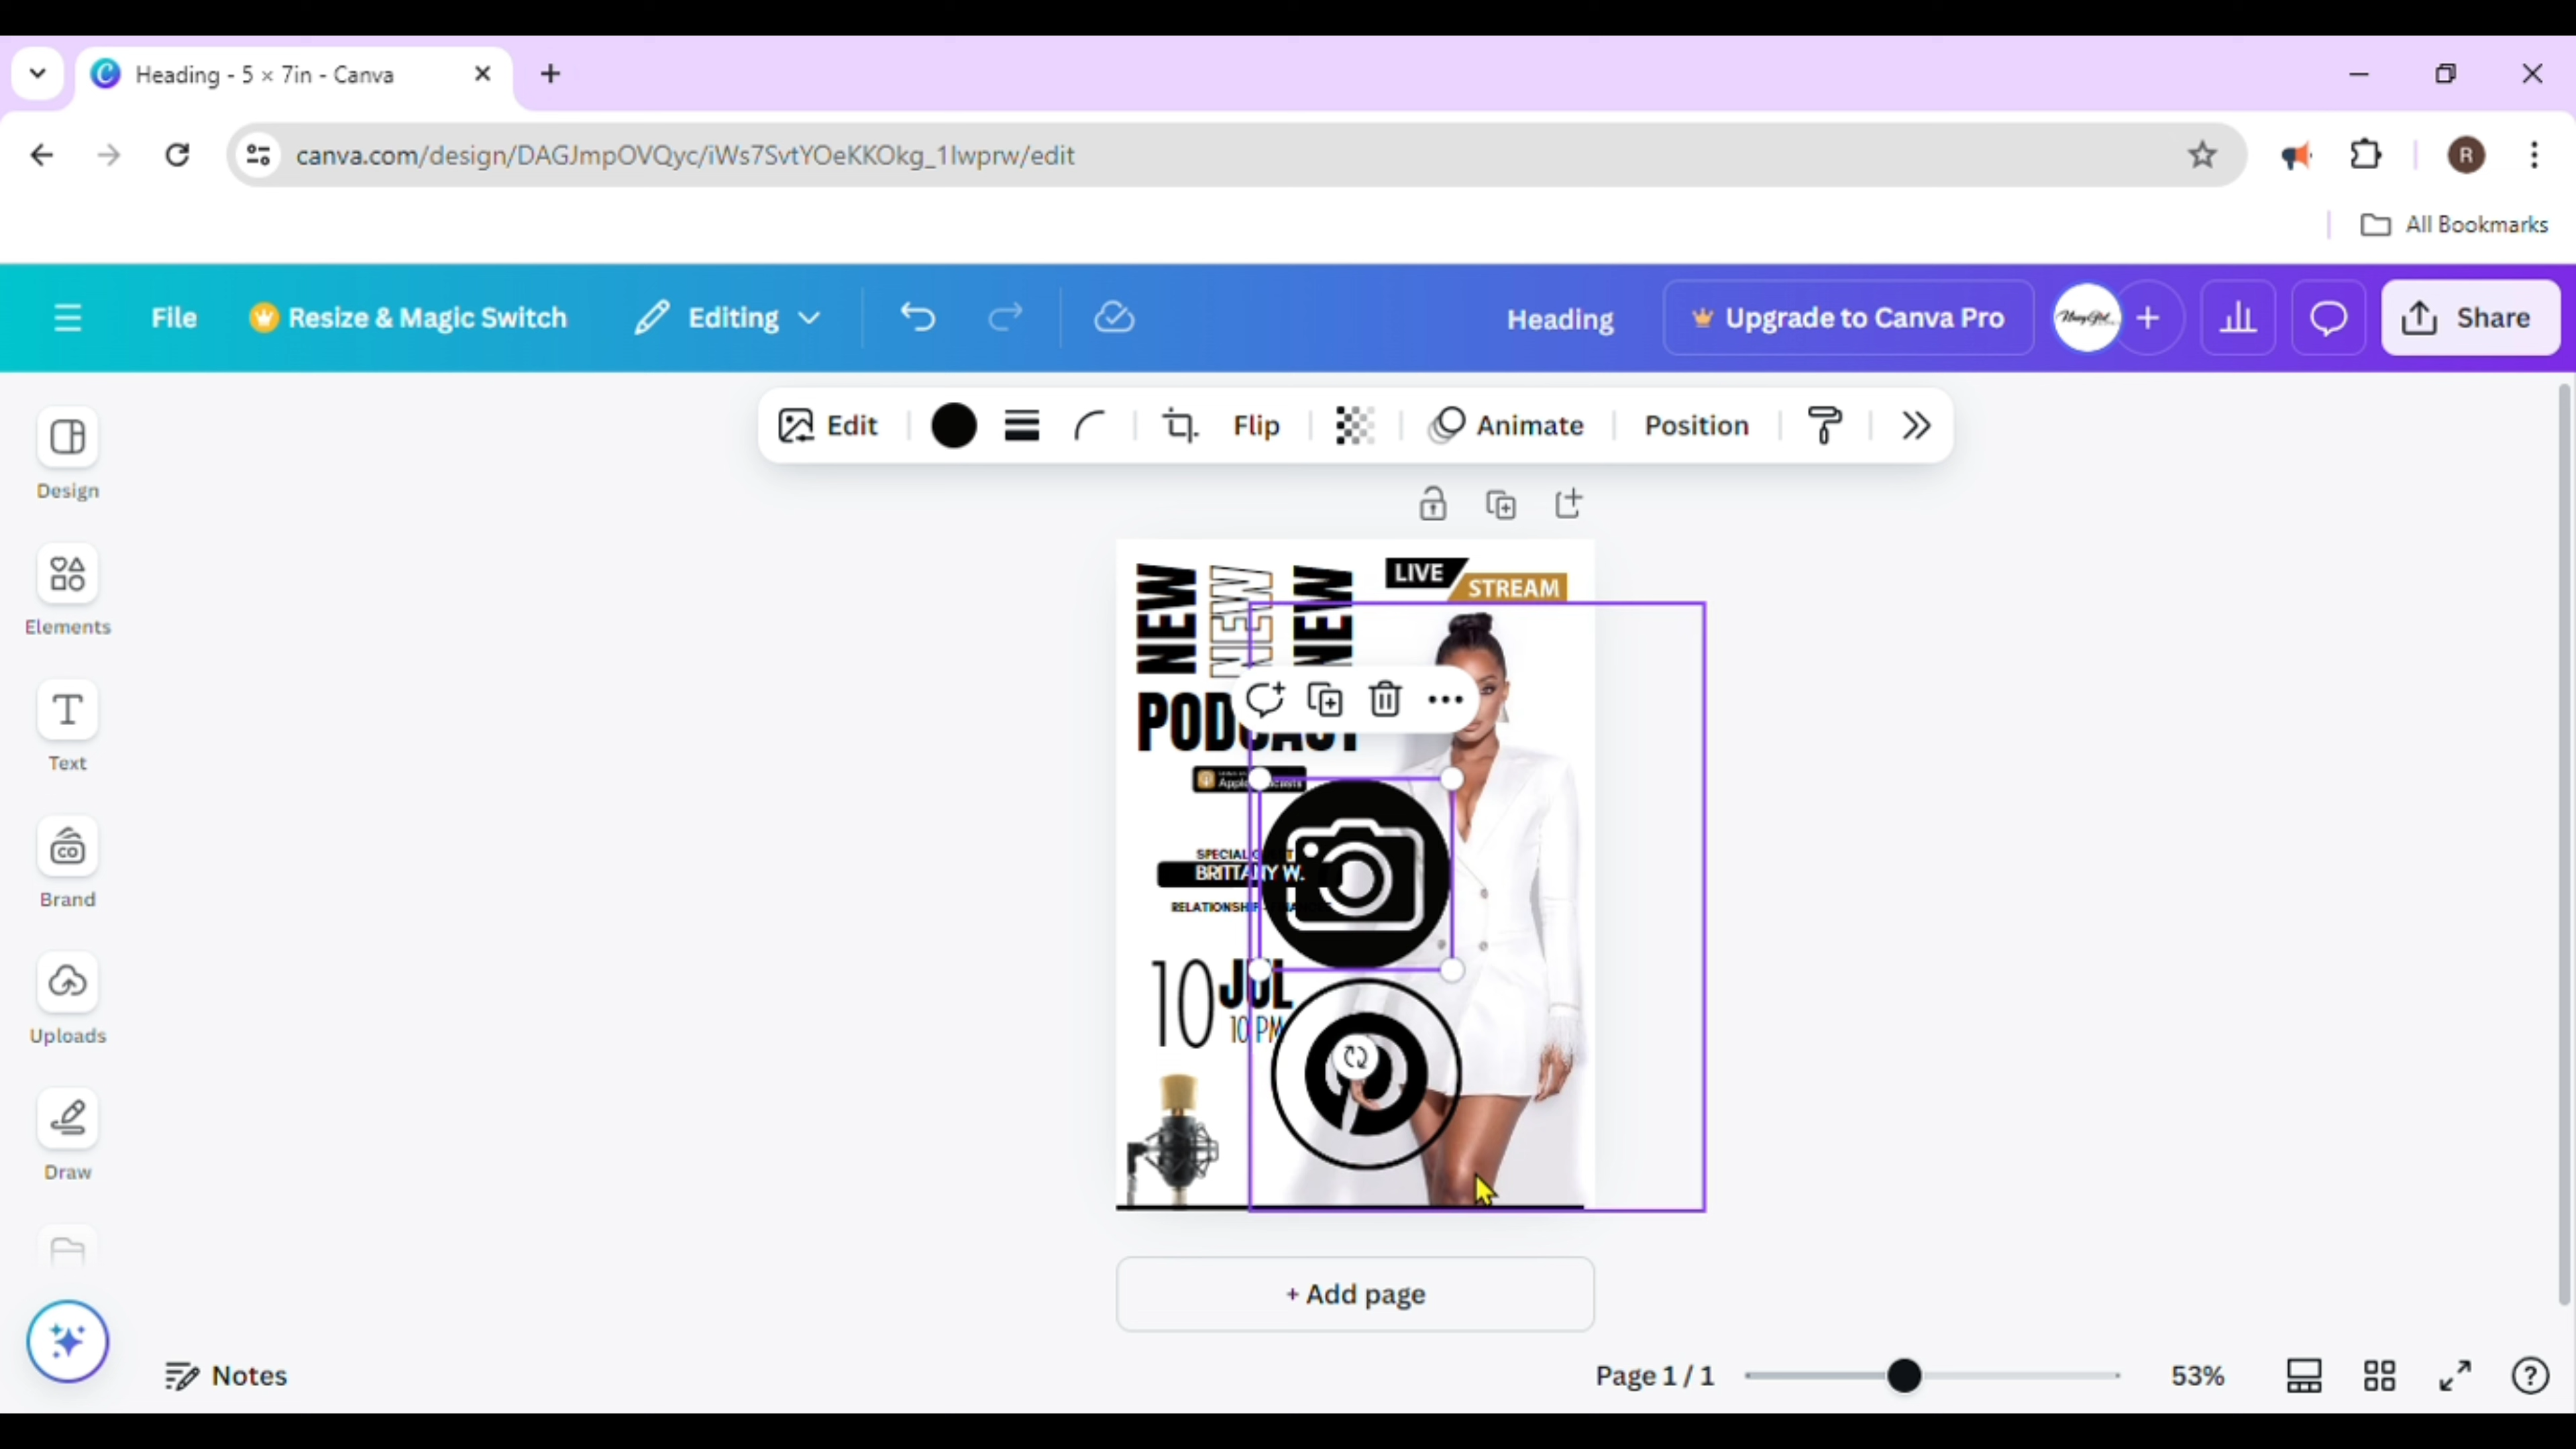 Heading - 5 × 7in - Canva
canva.com/design/DAGJmpOVQyc/iWs7SvtYOeKKOkg_1lwprw/edit
R
All Bookmarks
File
Resize & Magic Switch
Editing
Heading
Upgrade to Canva Pro
Share
Edit
Flip
Animate
Position
Design
Elements
Text
CO
Brand
Uploads
Draw
NEW
NEW
NEW
LIVE
STREAM
BRITTANY W.
10
JUL
10 PM
+ Add page
Notes
Page 1 / 1
53%